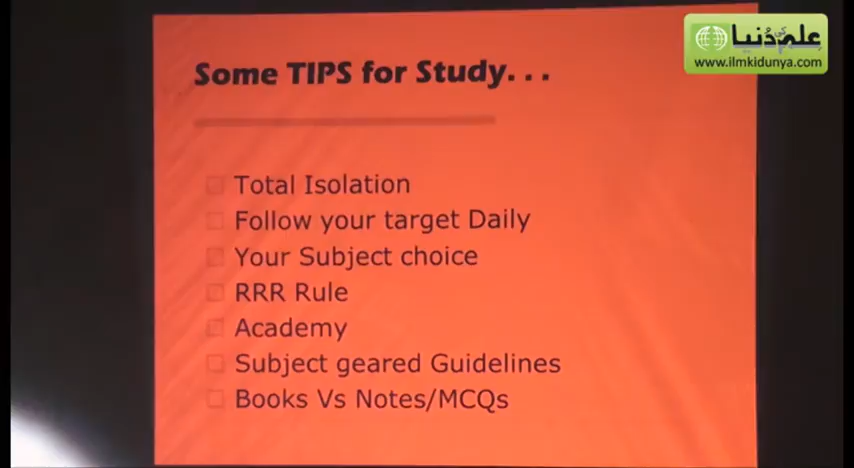 علم کی دنیا
www.ilmkidunya.com
Some TIPS for Study. . .
Total Isolation
Follow your target Daily
Your Subject choice
RRR Rule
Academy
Subject geared Guidelines
Books Vs Notes/MCQs